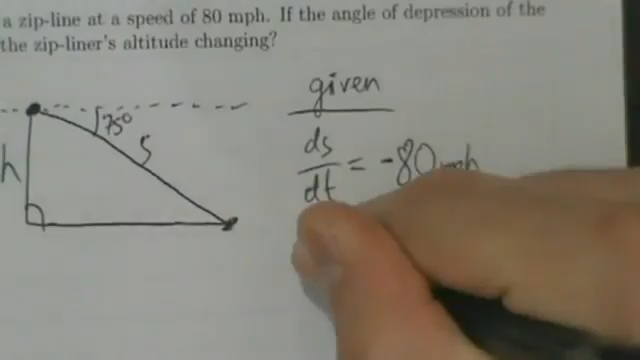 a zip-line at a speed of 80 mph. If the angle of depression of the
the zip-liner's altitude changing?
given
75°
h
s
ds/dt = -80 mph